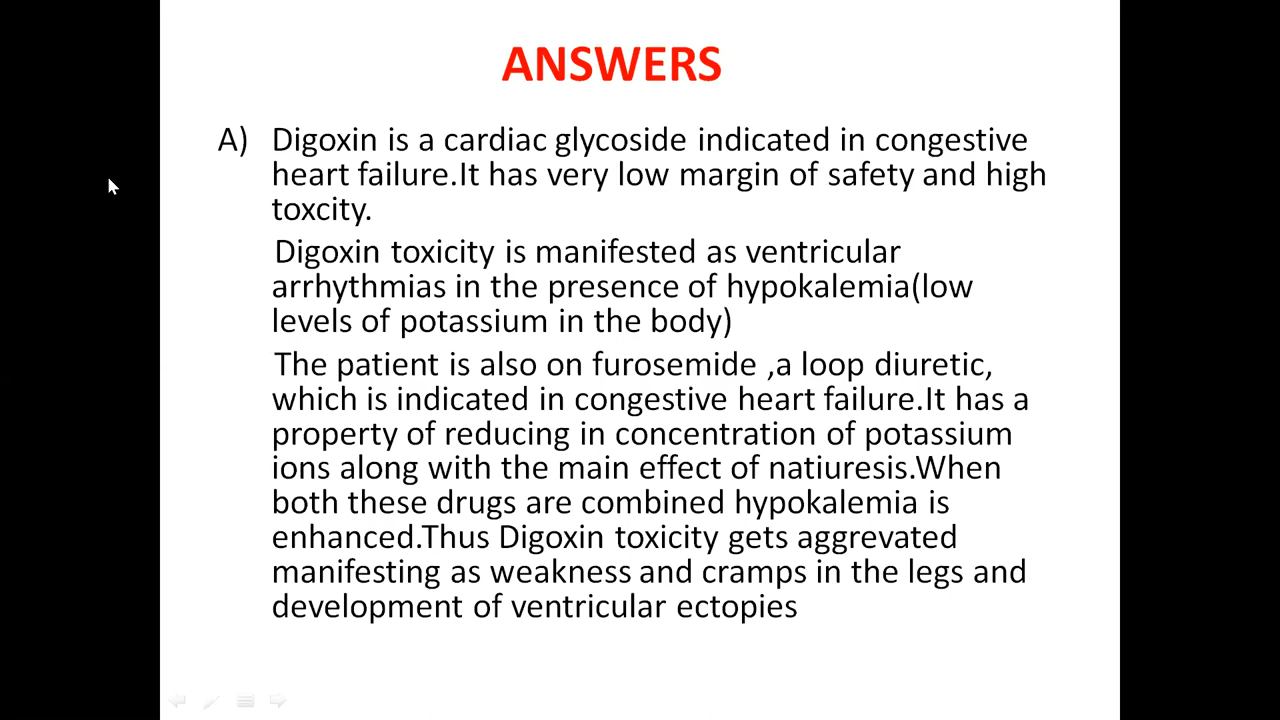 ANSWERS
A) Digoxin is a cardiac glycoside indicated in congestive
heart failure.It has very low margin of safety and high
toxcity.
Digoxin toxicity is manifested as ventricular
arrhythmias in the presence of hypokalemia(low
levels of potassium in the body)
The patient is also on furosemide ,a loop diuretic,
which is indicated in congestive heart failure.It has a
property of reducing in concentration of potassium
ions along with the main effect of natiuresis.When
both these drugs are combined hypokalemia is
enhanced.Thus Digoxin toxicity gets aggrevated
manifesting as weakness and cramps in the legs and
development of ventricular ectopies